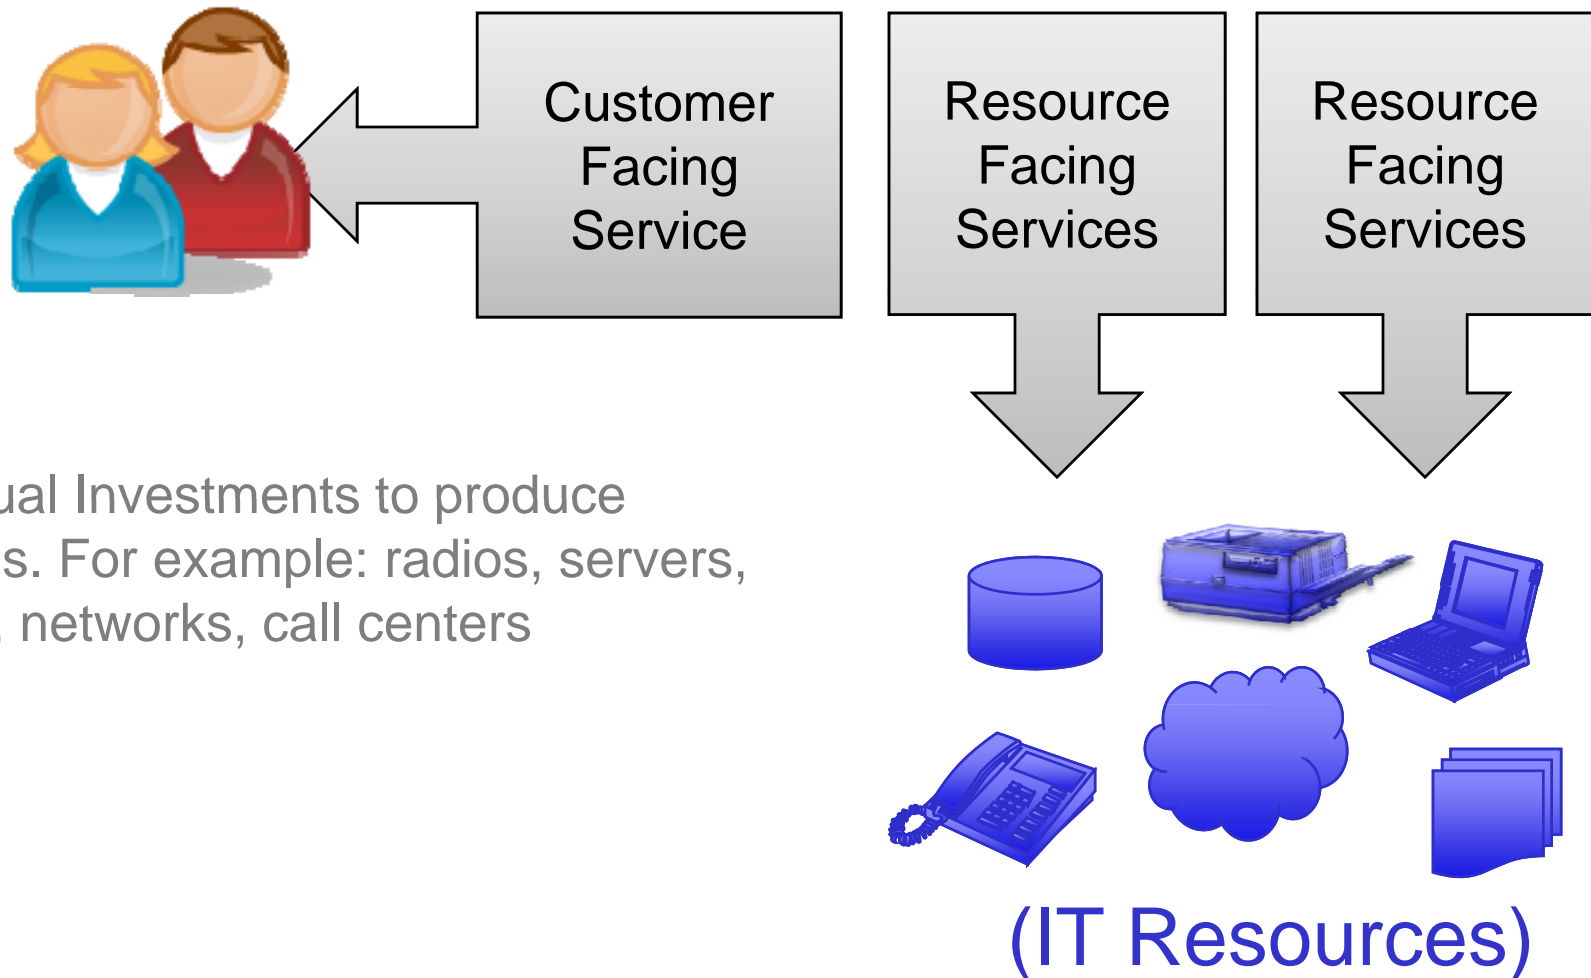 Customer
Facing
Service
Resource
Facing
Services
Resource
Facing
Services
ual Investments to produce
s. For example: radios, servers,
, networks, call centers
(IT Resources)